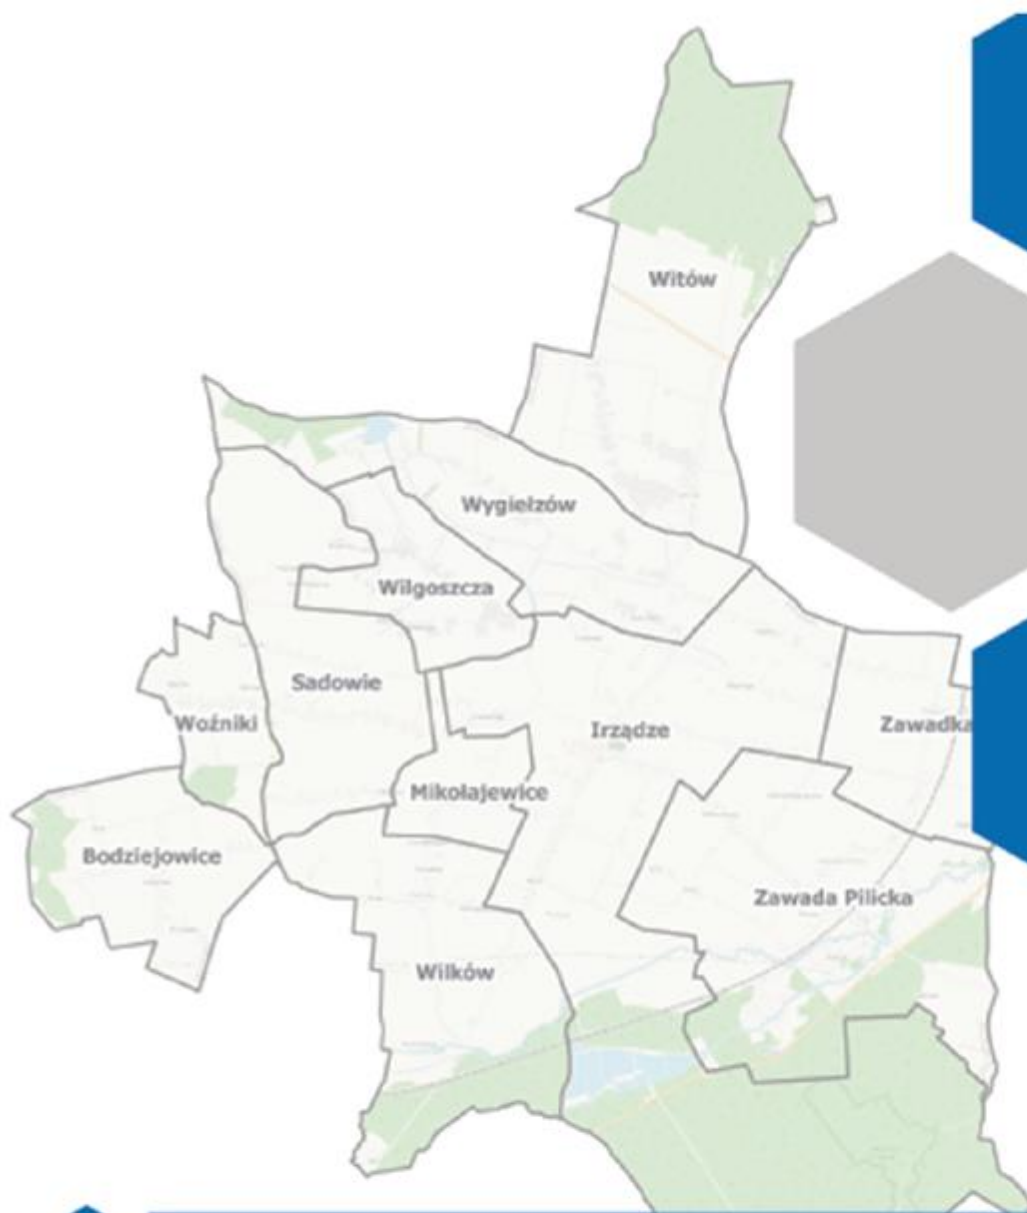 Witów
Wygiełzów
Wilgoszcza
Sadowie
Woźniki
Irządze
Zawadka
Mikołajewice
Bodziejowice
Zawada Pilicka
Wilków